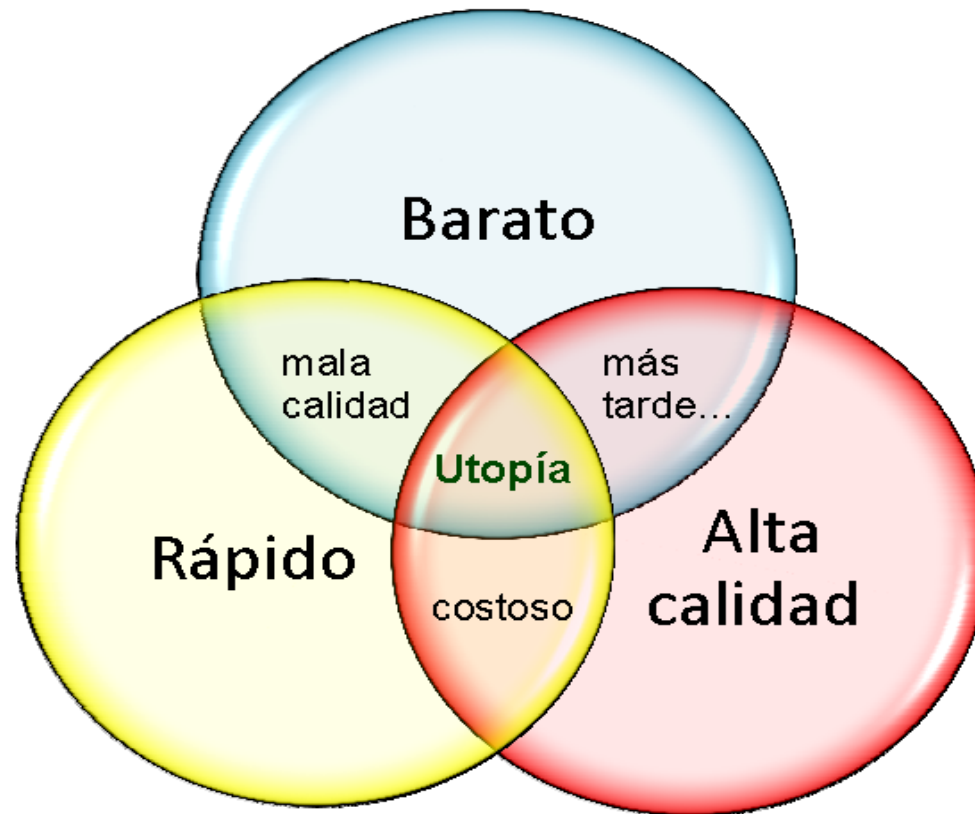 Barato
mala
calidad
más
tarde...
Utopía
Rápido
Alta
calidad
costoso